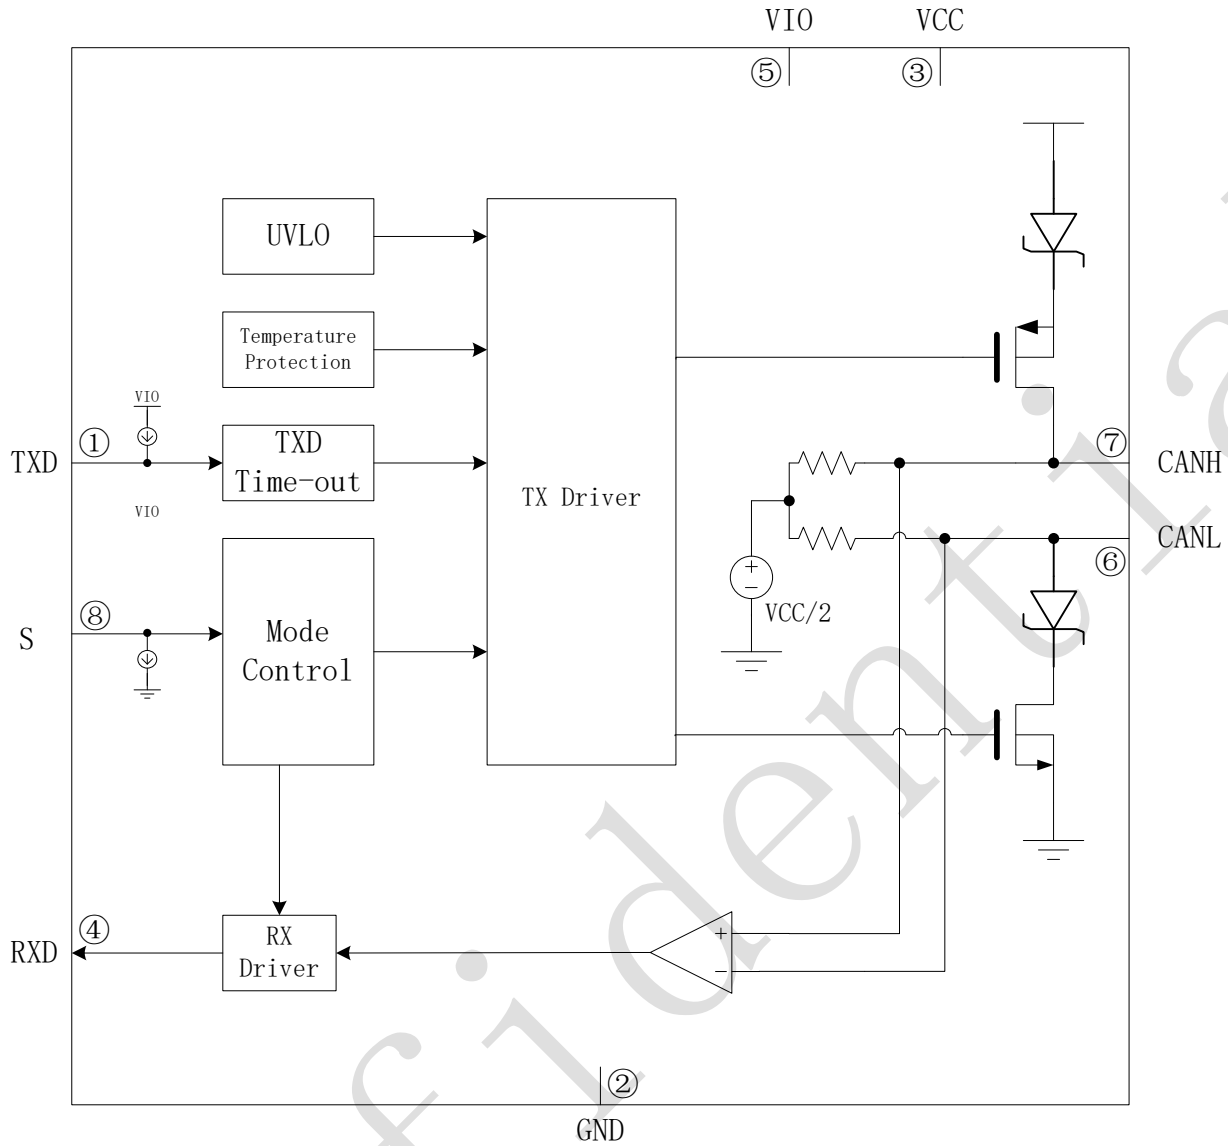 VIO VCC
⑤ ③
UVLO
Temperature
Protection
VIO
TXD ①
TXD
Time-out
TX Driver
⑦ CANH
VIO
CANL
⑥
+
−
VCC/2
S ⑧
Mode
Control
RXD ④
RX
Driver
+
−
②
GND
fidentia